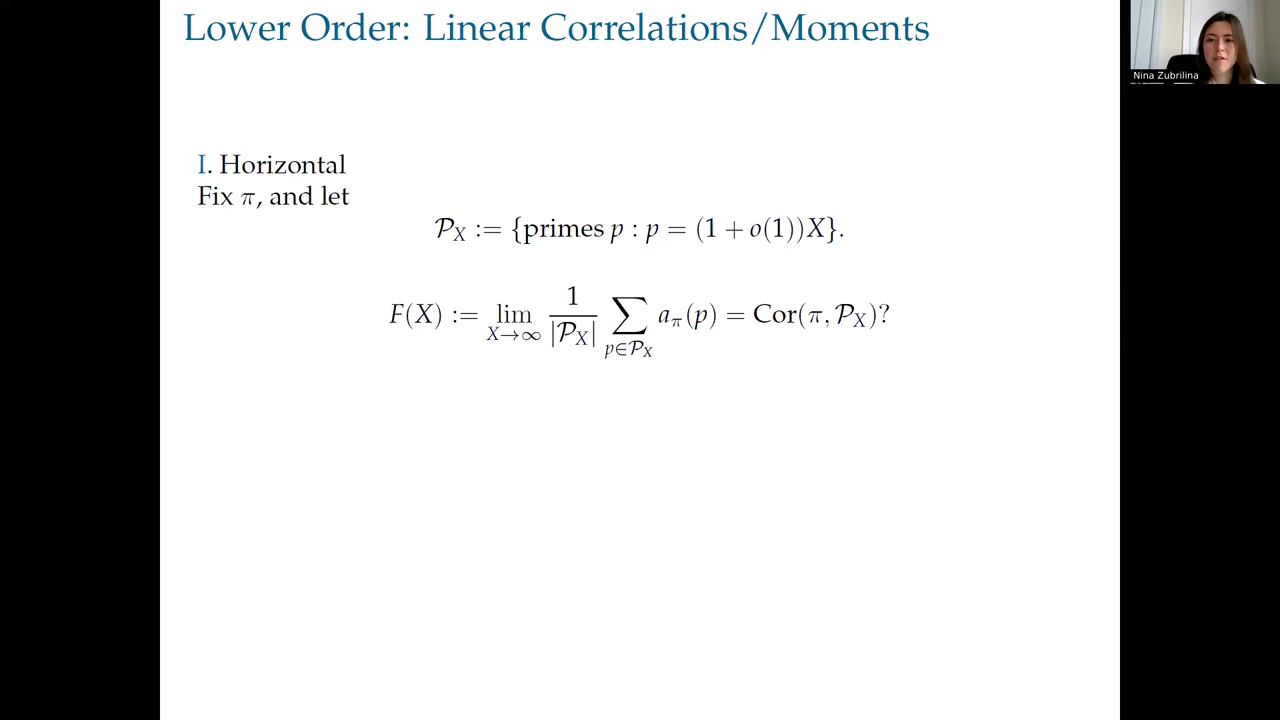 Lower Order: Linear Correlations/Moments
Nina Zubrilina
I. Horizontal
Fix π, and let
𝒫_X := {primes p : p = (1 + o(1))X}.
F(X) := lim_{X→∞} 1/|𝒫_X| ∑_{p∈𝒫_X} a_π(p) = Cor(π, 𝒫_X)?